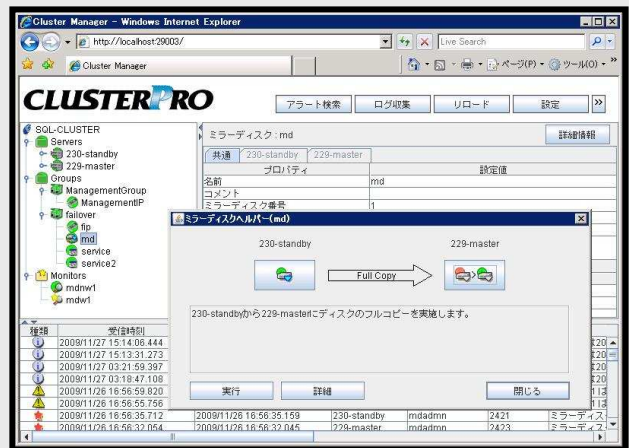 Cluster Manager - Windows Internet Explorer
http://localhost:29003/
Live Search
Cluster Manager
ページ(P)
ツール(O)
CLUSTERPRO
アラート検索
ログ収集
リロード
設定
SQL-CLUSTER
Servers
230-standby
229-master
Groups
ManagementGroup
ManagementIP
failover
fip
md
service
service2
Monitors
mdnw1
mdw1
ミラーディスク : md
詳細情報
共通
230-standby
229-master
プロパティ
設定値
名前
md
コメント
ミラーディスク番号
1
ミラーディスクヘルパー(md)
230-standby
229-master
Full Copy
230-standbyから229-masterにディスクのフルコピーを実施します。
実行
詳細
閉じる
種類
受信時刻
2009/11/27 15:14:06.444
2009/11/27 15:13:31.273
2009/11/27 03:21:59.397
2009/11/27 03:18:47.108
2009/11/26 16:56:59.820
2009/11/26 16:56:55.756
2009/11/26 16:56:35.712 2009/11/26 16:56:35.159 230-standby mdadmn 2421 ミラーディス
2009/11/26 16:56:32.054 2009/11/26 16:56:32.045 229-master mdadmn 2423 ミラーディス